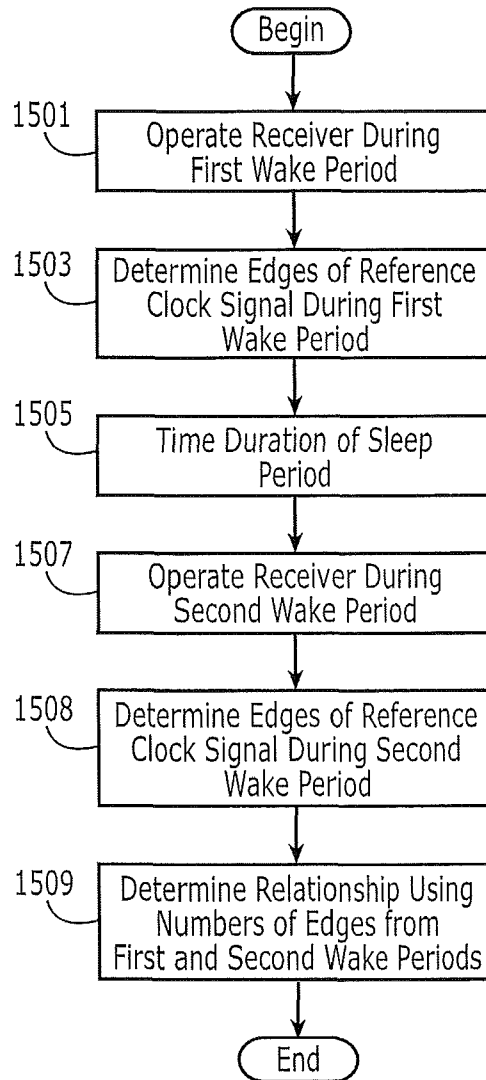 Begin
1501
Operate Receiver During
First Wake Period
1503
Determine Edges of Reference
Clock Signal During First
Wake Period
1505
Time Duration of Sleep
Period
1507
Operate Receiver During
Second Wake Period
1508
Determine Edges of Reference
Clock Signal During Second
Wake Period
1509
Determine Relationship Using
Numbers of Edges from
First and Second Wake Periods
End